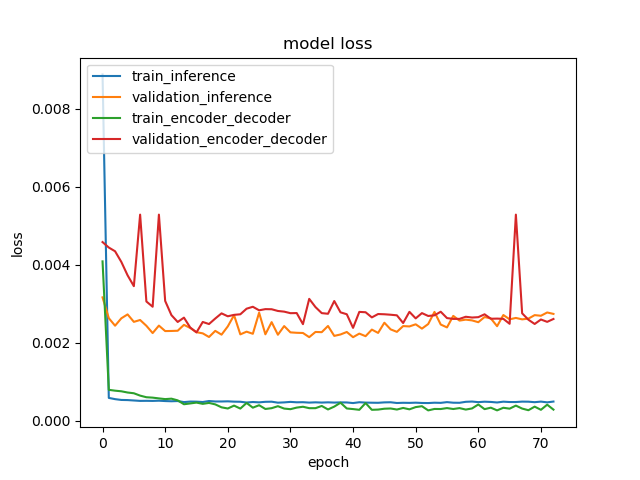 model loss
train_inference
validation_inference
train_encoder_decoder
validation_encoder_decoder
loss
0.008
0.006
0.004
0.002
0.000
0 10 20 30 40 50 60 70
epoch